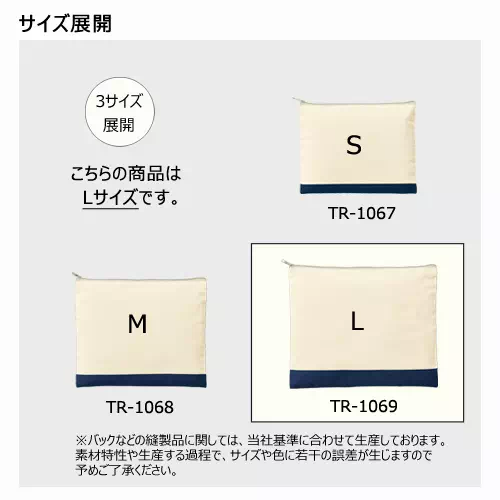 サイズ展開
3サイズ
展開
こちらの商品は
Lサイズです。
S
TR-1067
M
TR-1068
L
TR-1069
※バックなどの縫製品に関しては、当社基準に合わせて生産しております。
素材特性や生産する過程で、サイズや色に若干の誤差が生じますので
予めご了承ください。